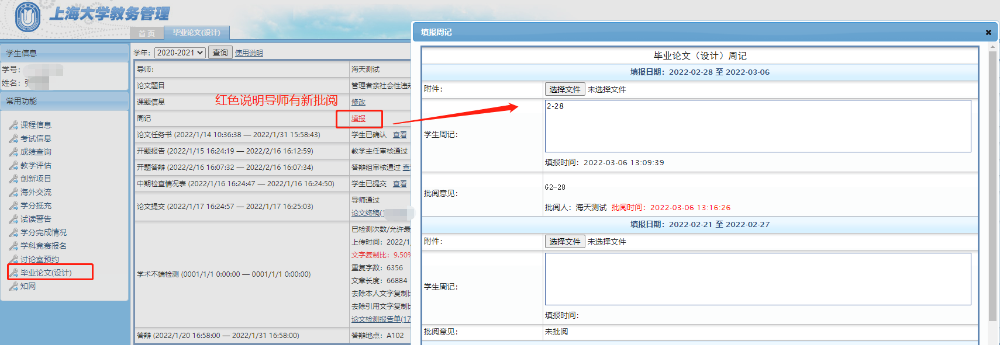 上海大学教务管理
首 页
毕业论文(设计)
学生信息
学号：
姓名：
常用功能
课程信息
考试信息
成绩查询
教学评估
创新项目
海外交流
学分抵充
试读警告
学分完成情况
学科竞赛报名
讨论室预约
毕业论文(设计)
知网
学年： 2020-2021 查询 使用说明
导师： 海天测试
论文题目 管理者亲社会性违规
课题信息 修改
红色说明导师有新批阅
周记 填报
论文任务书 (2022/1/14 10:36:38 — 2022/1/31 15:58:43) 学生已确认 查看
开题报告 (2022/1/15 16:24:19 — 2022/2/16 16:12:59) 教学主任审核通过
开题答辩 (2022/2/16 16:07:32 — 2022/2/16 16:07:34) 答辩组审核通过 查
中期检查情况表 (2022/1/16 16:24:47 — 2022/1/16 16:24:50) 学生已提交 查看
论文提交 (2022/1/17 16:24:57 — 2022/1/17 16:25:03) 导师通过
论文终稿(1
学术不端检测 (0001/1/1 0:00:00 — 0001/1/1 0:00:00)
已检测次数/允许最
上传时间：2022/1/
文字复制比：9.50%
重复字数：6356
文章长度：66884
去除本人文字复制比
去除引用文字复制比
论文检测报告单(17
答辩 (2022/1/20 16:58:00 — 2022/1/31 16:58:00) 答辩地点：A102
填报周记
毕业论文（设计）周记
填报日期：2022-02-28 至 2022-03-06
附件： 选择文件 未选择文件
学生周记：
2-28
填报时间：2022-03-06 13:09:39
批阅意见：
G2-28
批阅人：海天测试 批阅时间：2022-03-06 13:16:26
填报日期：2022-02-21 至 2022-02-27
附件： 选择文件 未选择文件
学生周记：
填报时间：
批阅意见： 未批阅